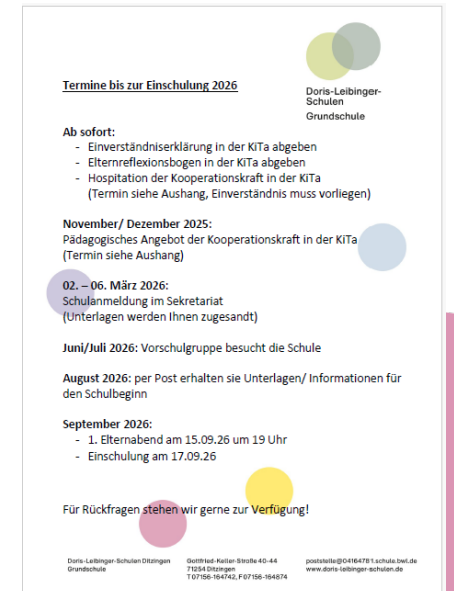 Doris-Leibinger-
Schulen
Grundschule
Termine bis zur Einschulung 2026
Ab sofort:
- Einverständniserklärung in der KiTa abgeben
- Elternreflexionsbogen in der KiTa abgeben
- Hospitation der Kooperationskraft in der KiTa
(Termin siehe Aushang, Einverständnis muss vorliegen)
November/ Dezember 2025:
Pädagogisches Angebot der Kooperationskraft in der KiTa
(Termin siehe Aushang)
02. – 06. März 2026:
Schulanmeldung im Sekretariat
(Unterlagen werden Ihnen zugesandt)
Juni/Juli 2026: Vorschulgruppe besucht die Schule
August 2026: per Post erhalten sie Unterlagen/ Informationen für
den Schulbeginn
September 2026:
- 1. Elternabend am 15.09.26 um 19 Uhr
- Einschulung am 17.09.26
Für Rückfragen stehen wir gerne zur Verfügung!
Doris-Leibinger-Schulen Ditzingen
Grundschule
Gottfried-Keller-Straße 40-44
71254 Ditzingen
T 07156-164742, F 07156-164874
poststelle@04164781.schule.bwl.de
www.doris-leibinger-schulen.de